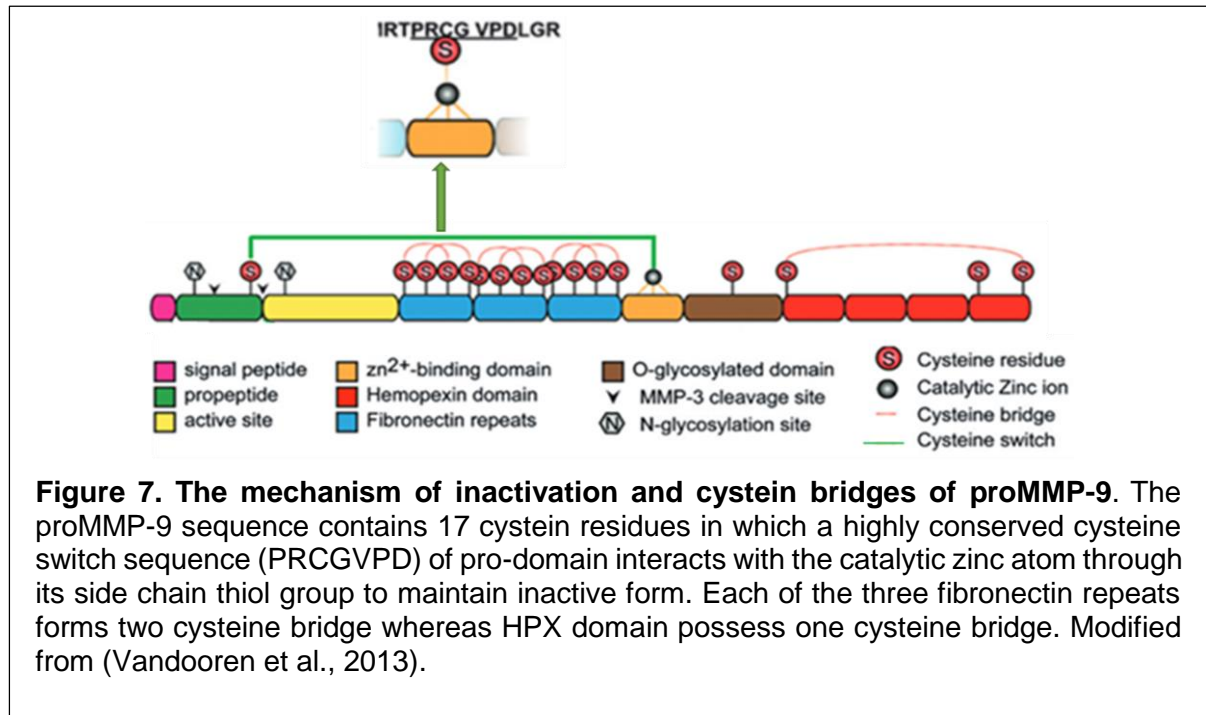 IRTPRCG VPDLGR
S
N S N S S S S S S S S S S S S S S S S
signal peptide
propeptide
active site
zn2+-binding domain
Hemopexin domain
Fibronectin repeats
O-glycosylated domain
MMP-3 cleavage site
N N-glycosylation site
S Cysteine residue
Catalytic Zinc ion
Cysteine bridge
Cysteine switch
Figure 7. The mechanism of inactivation and cystein bridges of proMMP-9. The
proMMP-9 sequence contains 17 cystein residues in which a highly conserved cysteine
switch sequence (PRCGVPD) of pro-domain interacts with the catalytic zinc atom through
its side chain thiol group to maintain inactive form. Each of the three fibronectin repeats
forms two cysteine bridge whereas HPX domain possess one cysteine bridge. Modified
from (Vandooren et al., 2013).